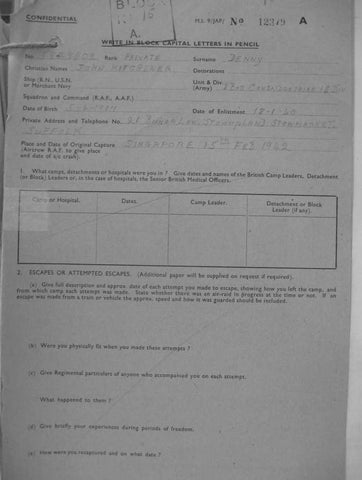 CONFIDENTIAL
M.I. 9/JAP/ No 12349 A
A.
WRITE IN BLOCK CAPITAL LETTERS IN PENCIL
No. Rank PRIVATE Surname DENNY
Christian Names JOHN Decorations
Ship (R.N., U.S.N. or Merchant Navy Unit & Div (Army)
Squadron and Command (R.A.F., A.A.F.)
Date of Birth Date of Enlistment 18-1-40
Private Address and Telephone No. STOWMARKET
SUFFOLK
Place and Date of Original Capture SINGAPORE 15TH FEB 1942
(Aircrew R.A.F. to give place
and date of a/c crash).
1. What camps, detachments or hospitals were you in? Give dates and names of the British Camp Leaders, Detachment
(or Block) Leaders or, in the case of hospitals, the Senior British Medical Officers.
Camp or Hospital. Dates. Camp Leader. Detachment or Block
Leader (if any).
2. ESCAPES OR ATTEMPTED ESCAPES. (Additional paper will be supplied on request if required).
(a) Give full description and approx. date of each attempt you made to escape, showing how you left the camp, and
from which camp each attempt was made. State whether there was an air-raid in progress at the time or not. If an
escape was made from a train or vehicle the approx. speed and how it was guarded should be included.
(b) Were you physically fit when you made these attempts?
(c) Give Regimental particulars of anyone who accompanied you on each attempt.
What happened to them?
(d) Give briefly your experiences during periods of freedom.
(e) How were you recaptured and on what date?